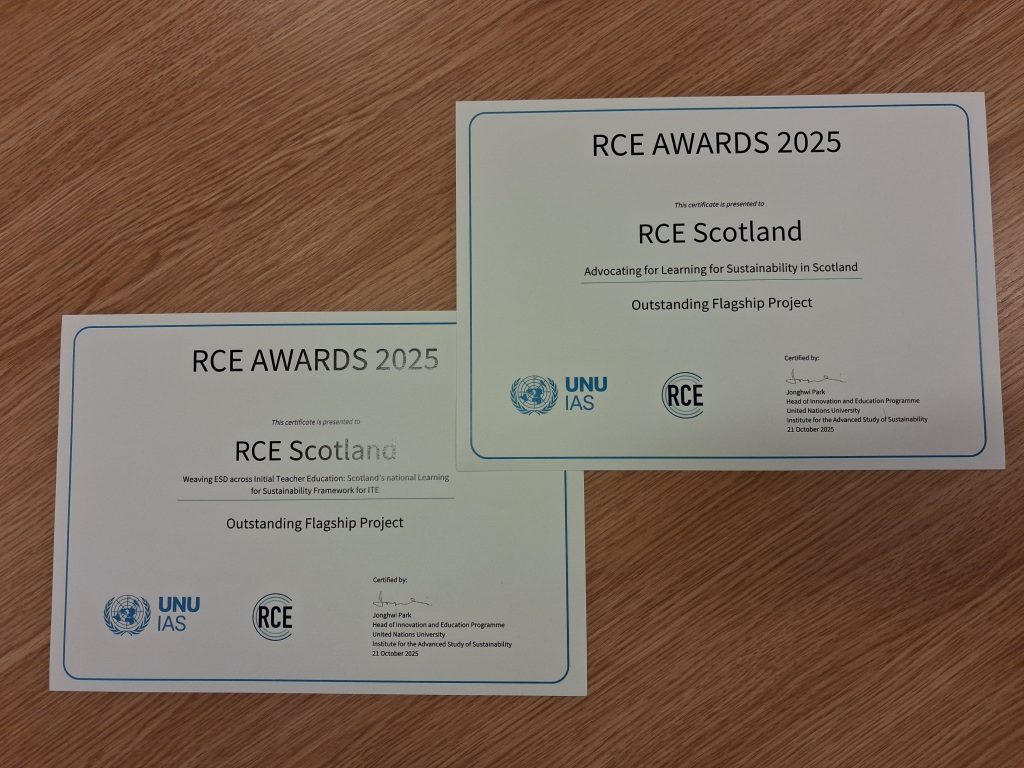 RCE AWARDS 2025
This certificate is presented to
RCE Scotland
Advocating for Learning for Sustainability in Scotland
Outstanding Flagship Project
UNU
IAS
RCE
Certified by:
Jonghwi Park
Head of Innovation and Education Programme
United Nations University
Institute for the Advanced Study of Sustainability
21 October 2025
RCE AWARDS 2025
This certificate is presented to
RCE Scotland
Weaving ESD across Initial Teacher Education: Scotland's national Learning
for Sustainability Framework for ITE
Outstanding Flagship Project
UNU
IAS
RCE
Certified by:
Jonghwi Park
Head of Innovation and Education Programme
United Nations University
Institute for the Advanced Study of Sustainability
21 October 2025